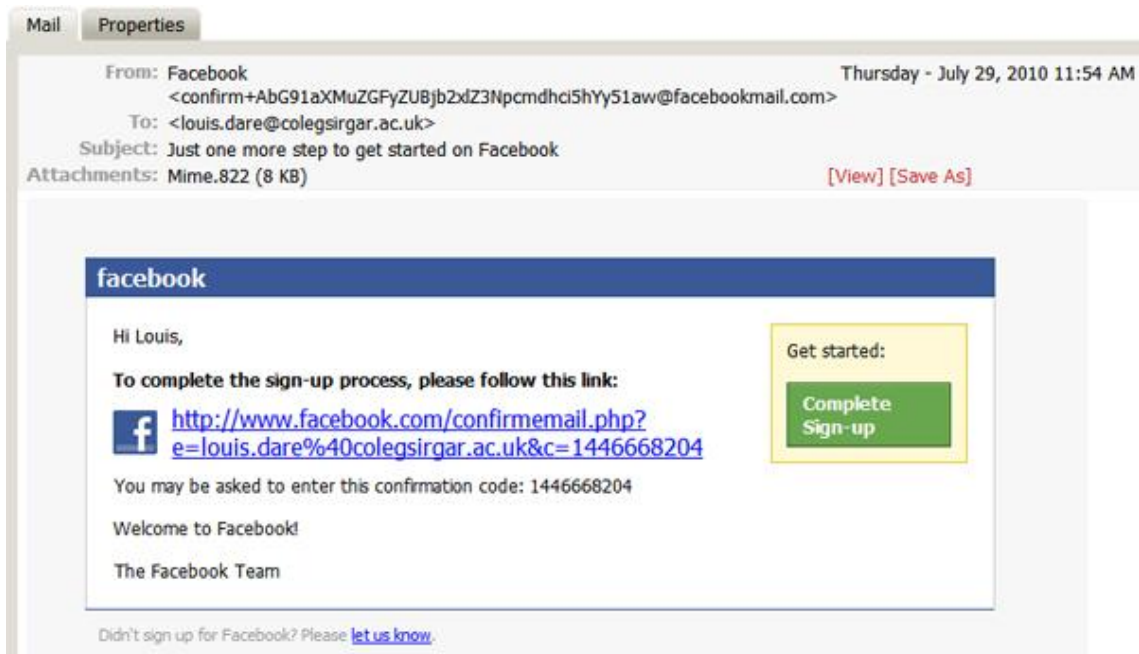 Mail Properties
From: Facebook Thursday - July 29, 2010 11:54 AM
<confirm+AbG91aXMuZGFyZUBjb2xlZ3Npcmdhci5hYy51aw@facebookmail.com>
To: <louis.dare@colegsirgar.ac.uk>
Subject: Just one more step to get started on Facebook
Attachments: Mime.822 (8 KB) [View] [Save As]
facebook
Hi Louis,
To complete the sign-up process, please follow this link:
f
http://www.facebook.com/confirmemail.php?
e=louis.dare%40colegsirgar.ac.uk&c=1446668204
You may be asked to enter this confirmation code: 1446668204
Welcome to Facebook!
The Facebook Team
Get started:
Complete
Sign-up
Didn't sign up for Facebook? Please let us know.